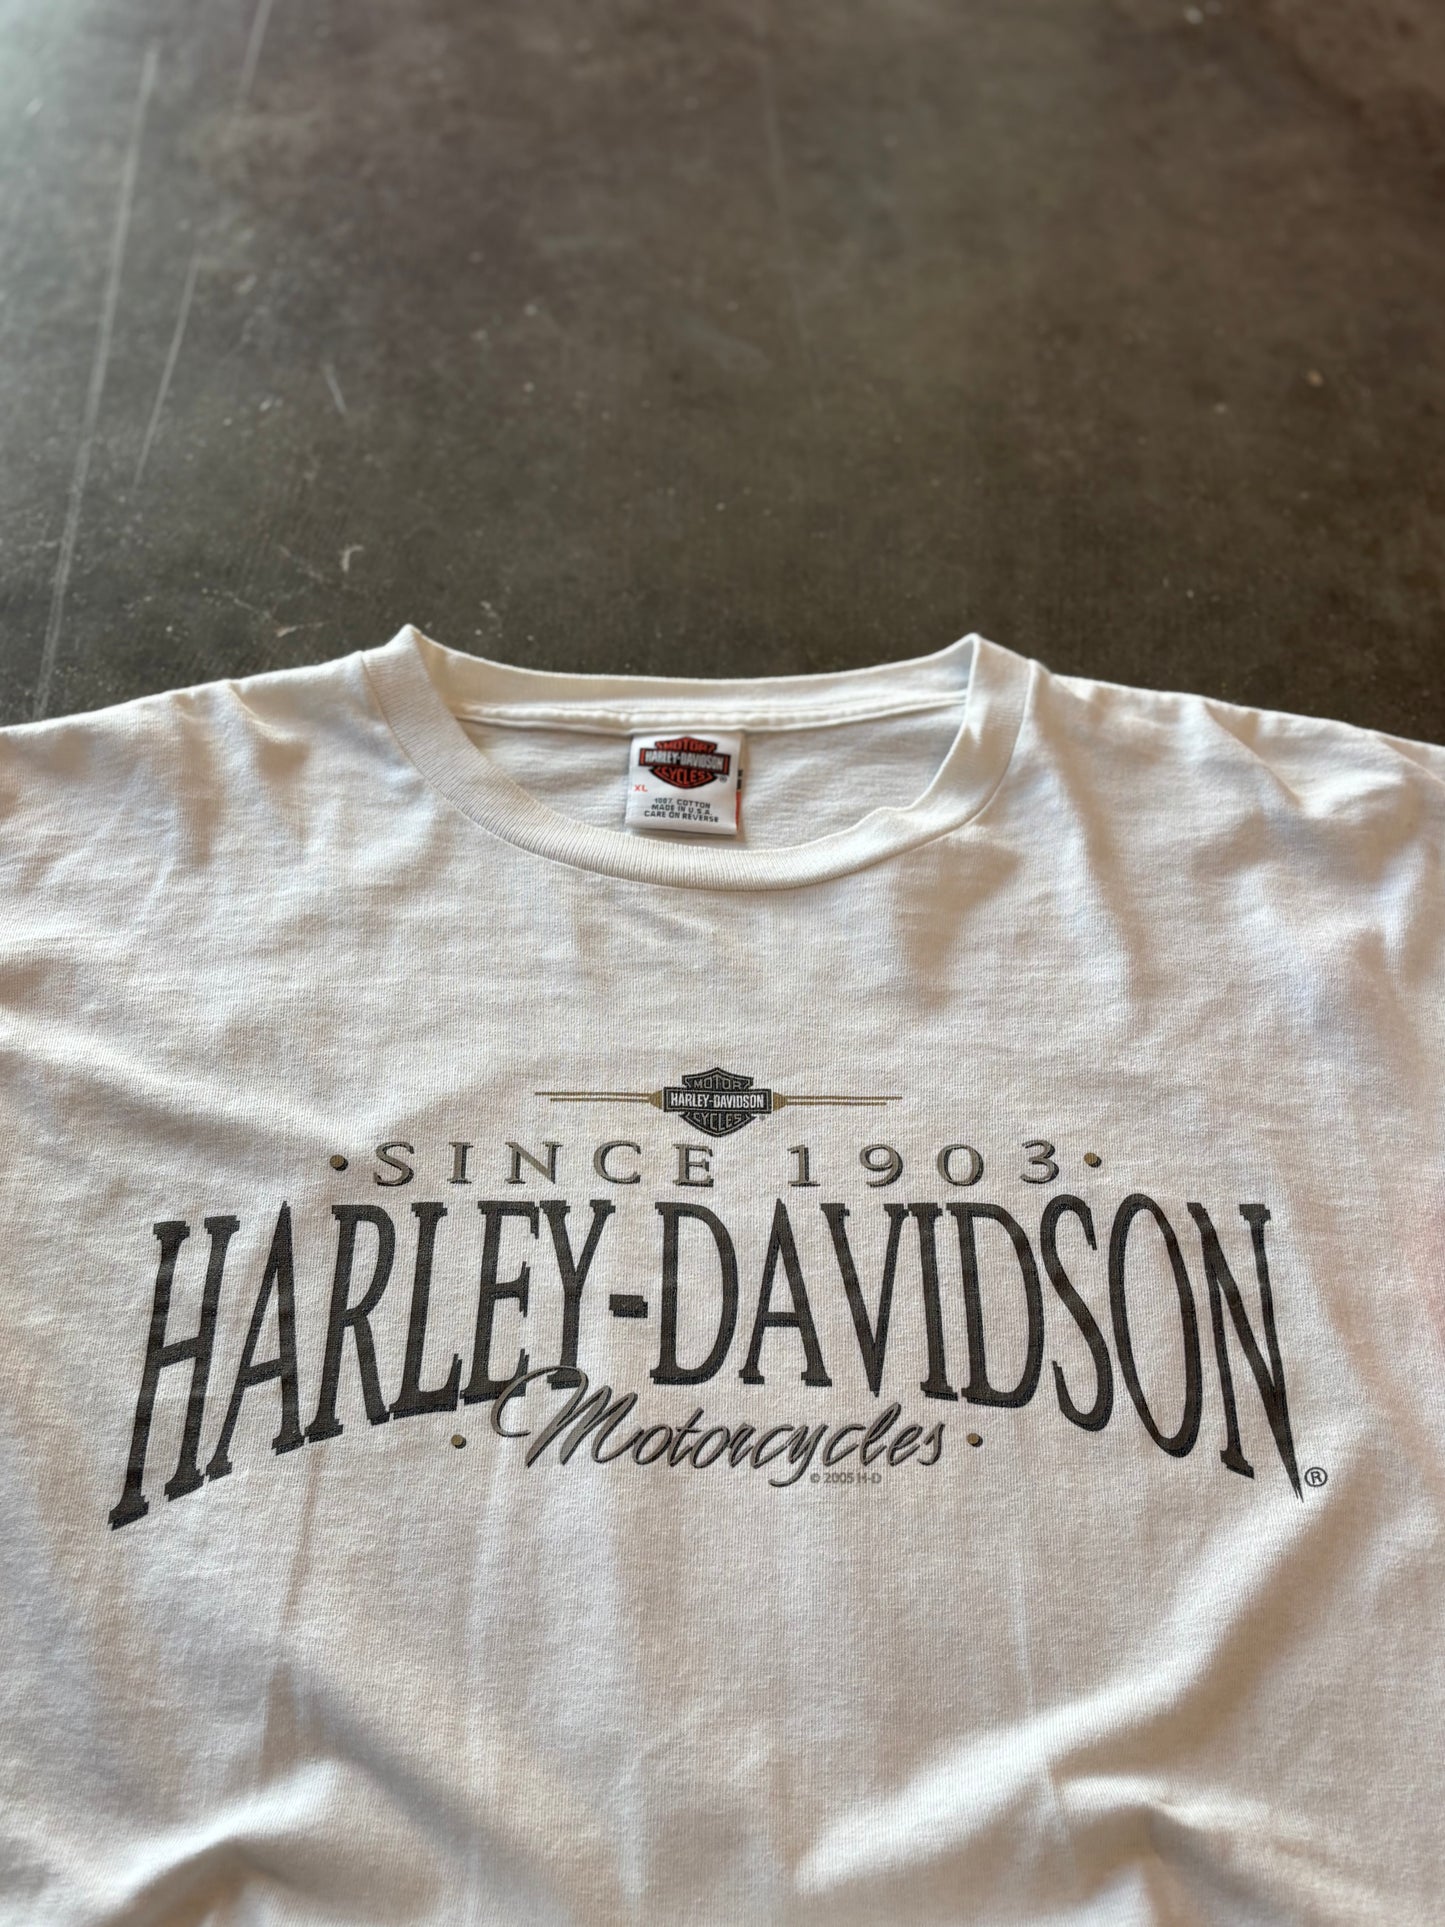 MOTOR
HARLEY-DAVIDSON
CYCLES ®
XL
100% COTTON
MADE IN U.S.A
CARE ON REVERSE
MOTOR
HARLEY-DAVIDSON
CYCLES
• SINCE 1903 •
HARLEY-DAVIDSON ®
• Motorcycles •
© 2005 H-D